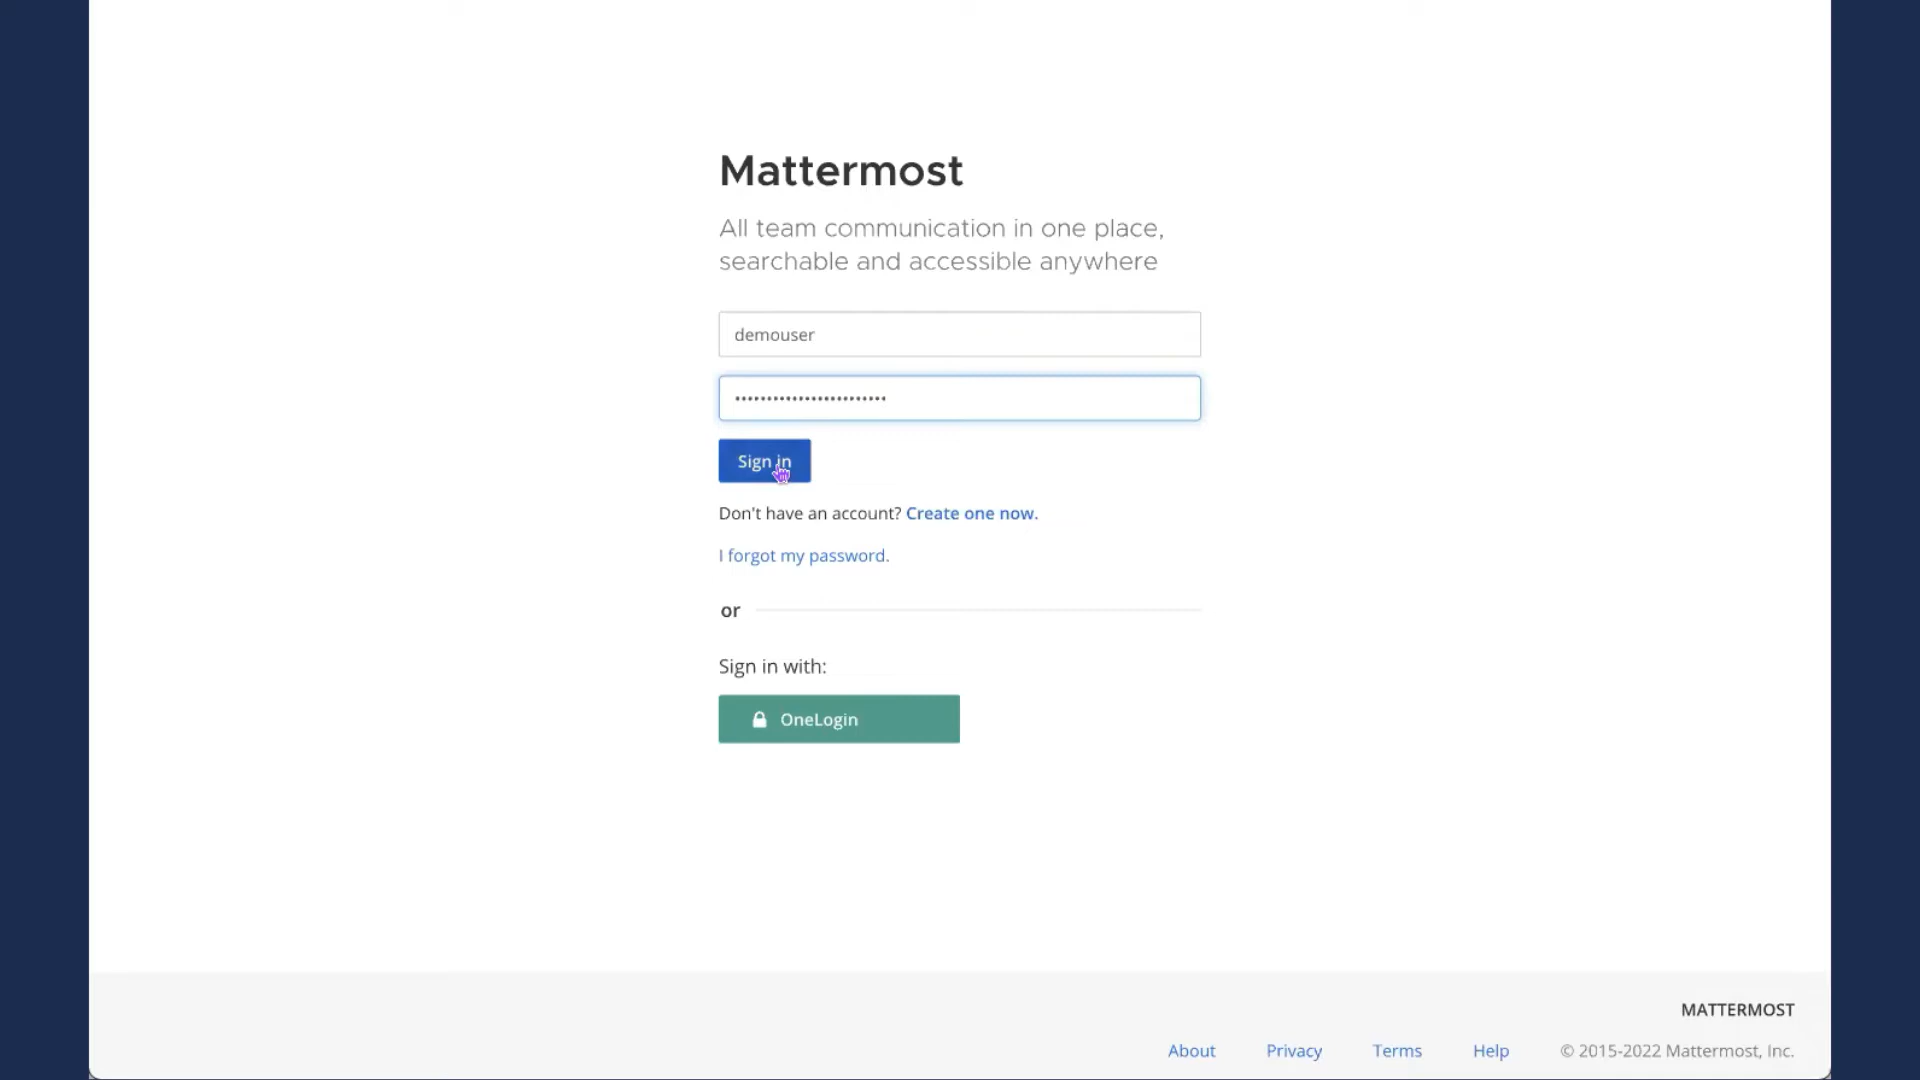 Mattermost
All team communication in one place,
searchable and accessible anywhere
demouser
Sign in
Don't have an account? Create one now.
I forgot my password.
or
Sign in with:
OneLogin
MATTERMOST
About Privacy Terms Help © 2015-2022 Mattermost, Inc.